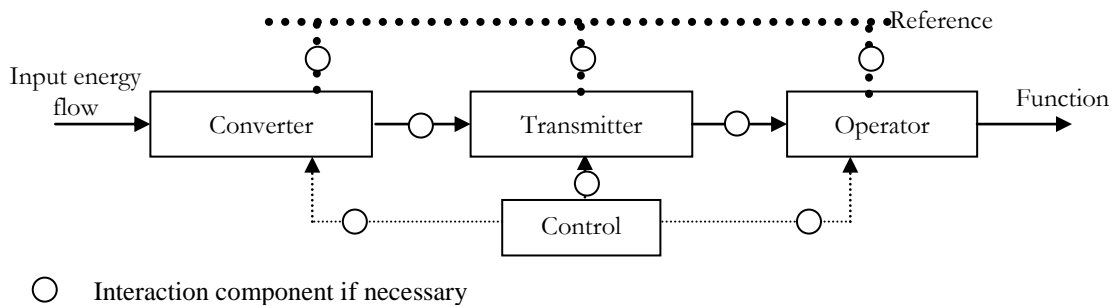 Reference
Input energy
flow
Converter
Transmitter
Operator
Function
Control
Interaction component if necessary